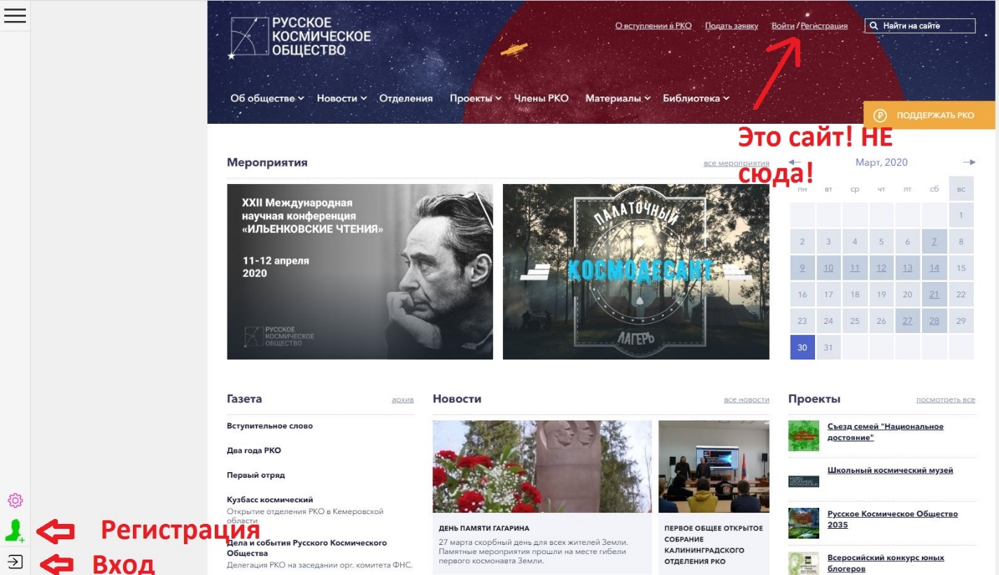 РУССКОЕ
КОСМИЧЕСКОЕ
ОБЩЕСТВО
О вступлении в РКО Подать заявку Войти / Регистрация Найти на сайте
Об обществе Новости Отделения Проекты Члены РКО Материалы Библиотека
ПОДДЕРЖАТЬ РКО
Это сайт! НЕ
сюда!
Мероприятия все мероприятия
XXII Международная
научная конференция
«ИЛЬЕНКОВСКИЕ ЧТЕНИЯ»
11-12 апреля
2020
РУССКОЕ
КОСМИЧЕСКОЕ
ОБЩЕСТВО
ПАЛАТОЧНЫЙ
КОСМОДЕСАНТ
ЛАГЕРЬ
Март, 2020
пн вт ср чт пт сб вс
1
2 3 4 5 6 7 8
9 10 11 12 13 14 15
16 17 18 19 20 21 22
23 24 25 26 27 28 29
30 31
Газета архив
Вступительное слово
Два года РКО
Первый отряд
Кузбасс космический
Открытие отделения РКО в Кемеровской
области
Дела и события Русского Космического
Общества
Делегация РКО на заседании орг. комитета ФНС.
Новости все новости
ДЕНЬ ПАМЯТИ ГАГАРИНА
27 марта скорбный день для всех жителей Земли.
Памятные мероприятия прошли на месте гибели
первого космонавта Земли.
ПЕРВОЕ ОБЩЕЕ ОТКРЫТОЕ
СОБРАНИЕ
КАЛИНИНГРАДСКОГО
ОТДЕЛЕНИЯ РКО
Проекты посмотреть все
Съезд семей "Национальное
достояние"
Школьный космический музей
Русское Космическое Общество
2035
Всеросийский конкурс юных
блогеров
Регистрация
Вход